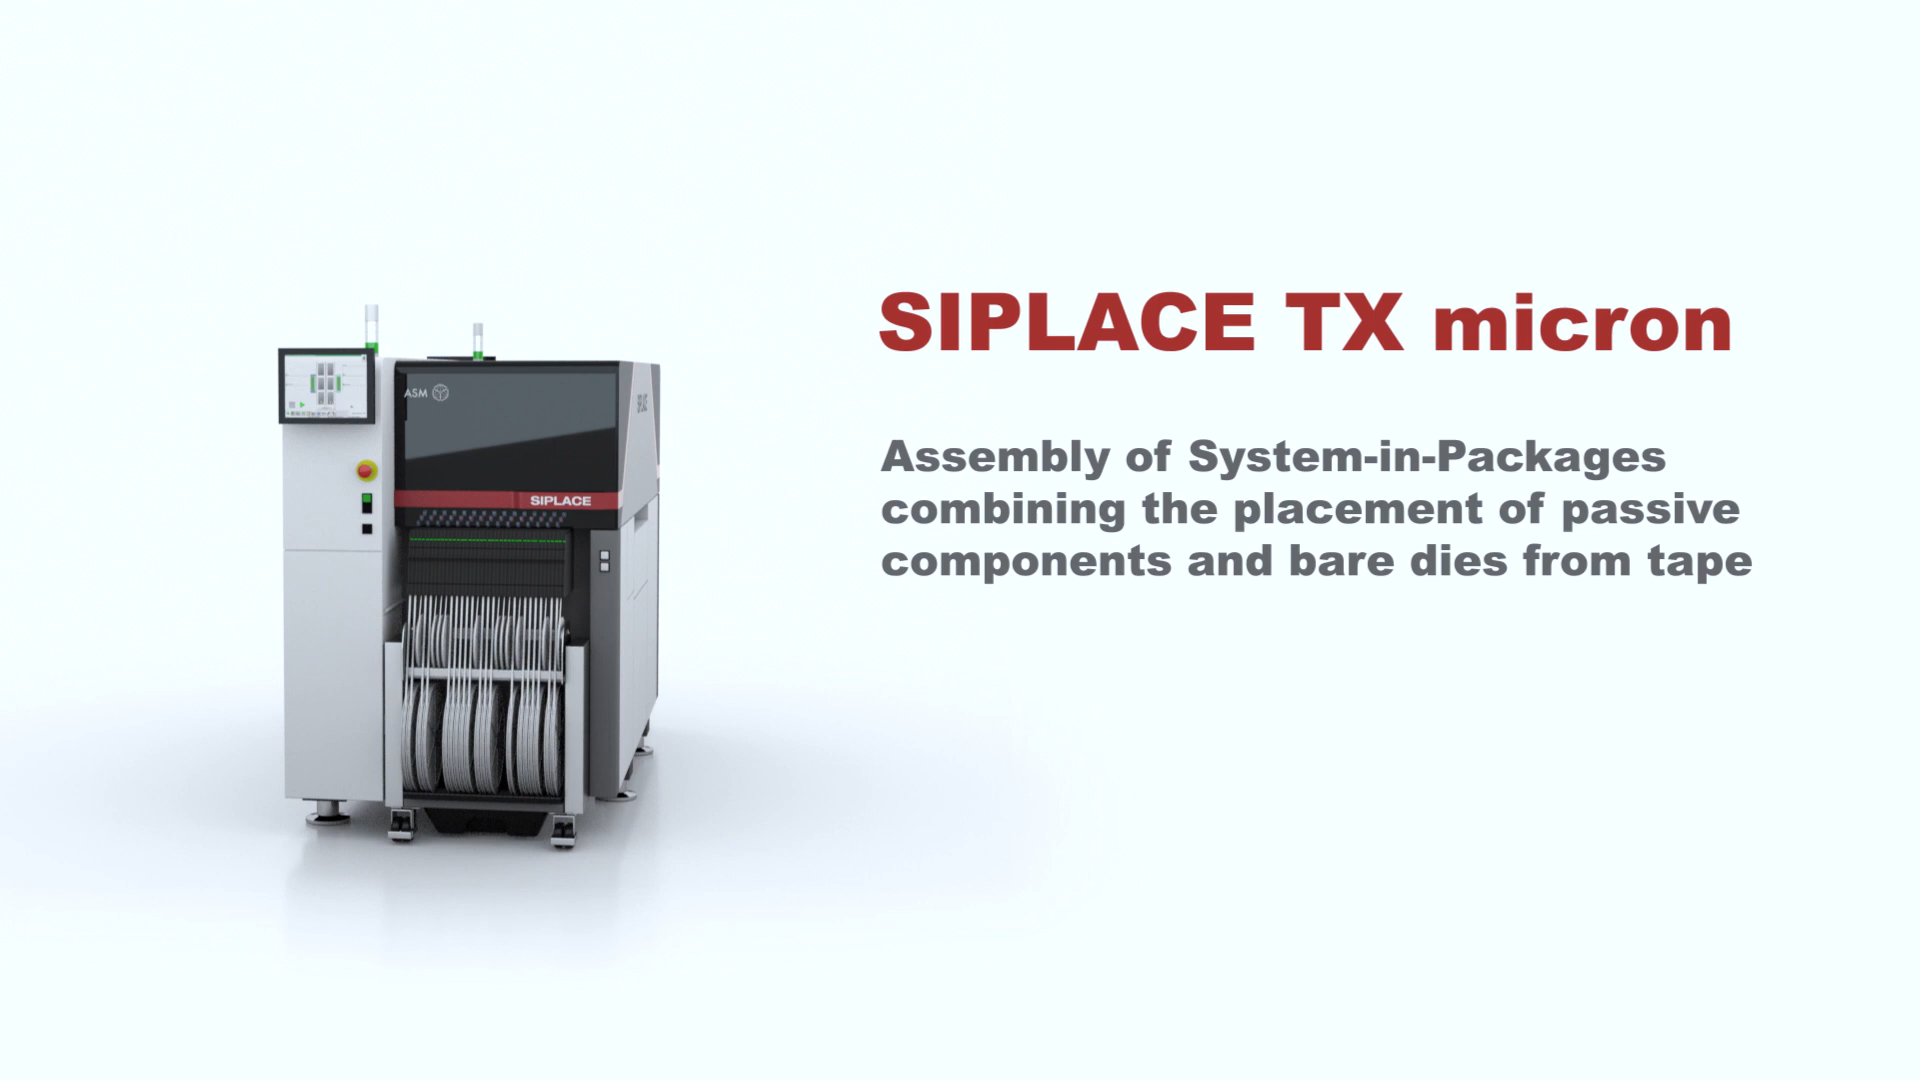 SIPLACE TX micron
Assembly of System-in-Packages
combining the placement of passive
components and bare dies from tape
ASM
SIPLACE
SIPLACE